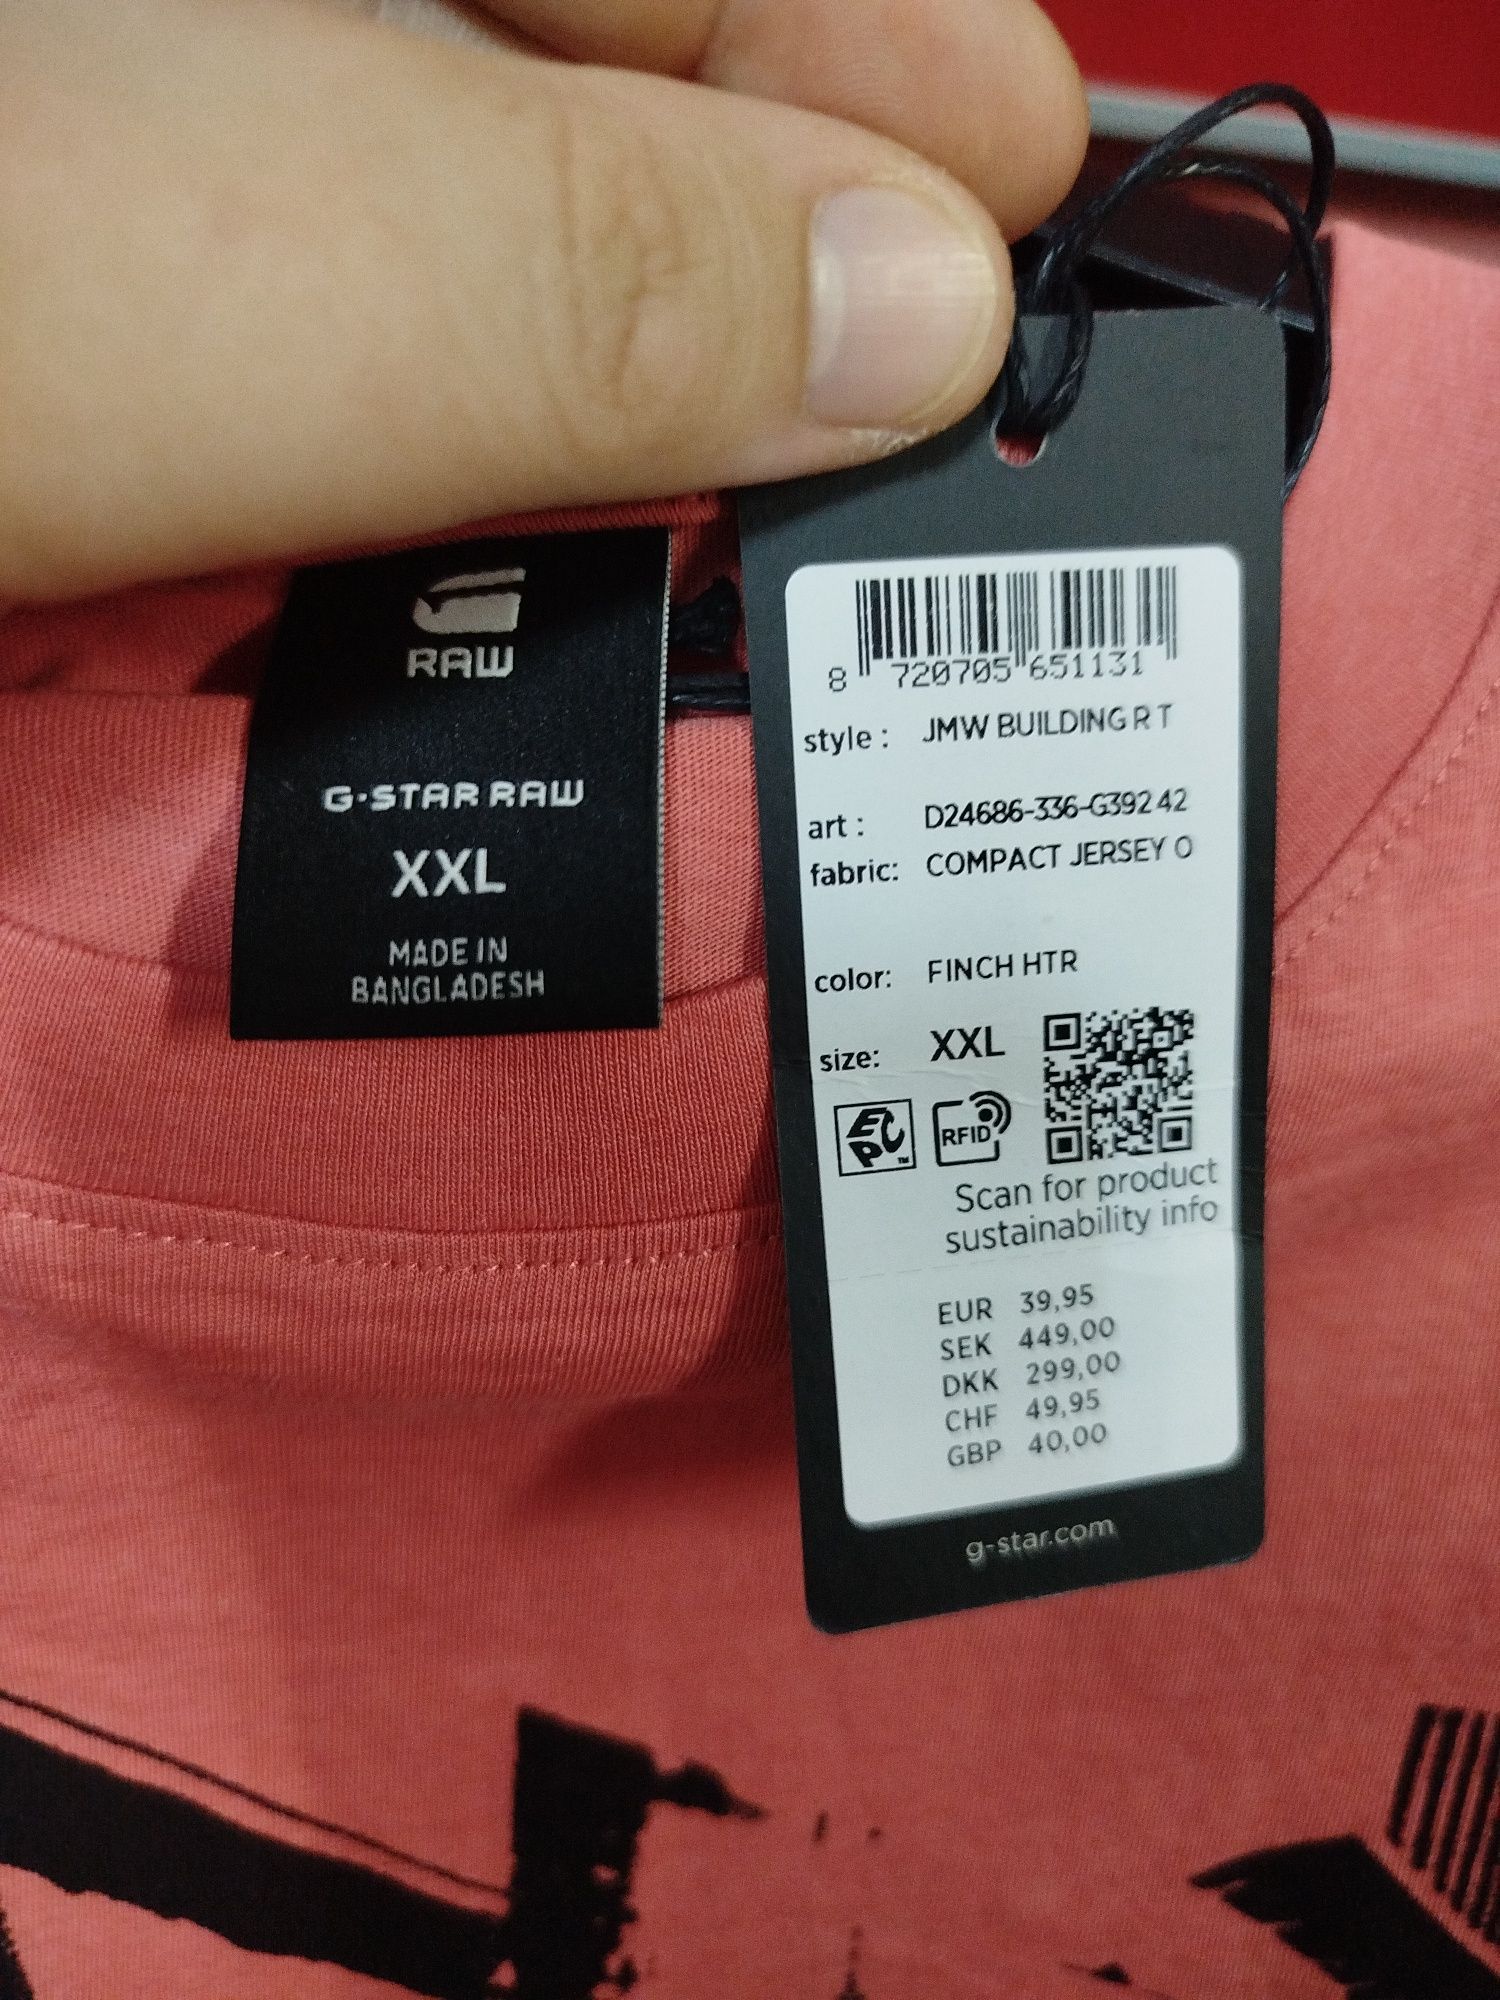 RAW
G-STAR RAW
XXL
MADE IN
BANGLADESH
8 720705 651131
style: JMW BUILDING R T
art: D24686-336-G392 42
fabric: COMPACT JERSEY O
color: FINCH HTR
size: XXL
EPC™
RFID
Scan for product
sustainability info
EUR 39,95
SEK 449,00
DKK 299,00
CHF 49,95
GBP 40,00
g-star.com